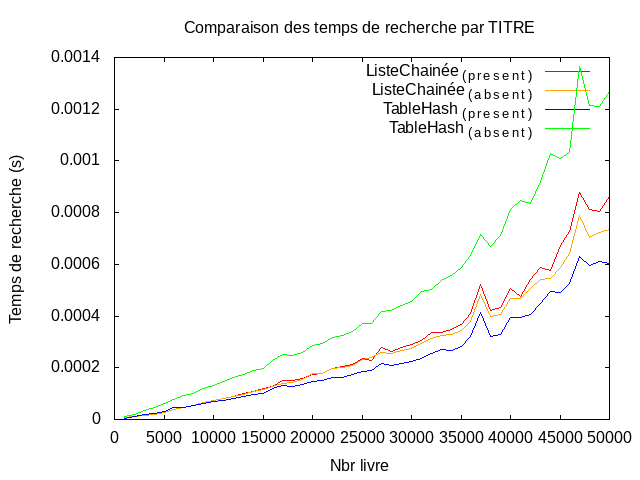 Comparaison des temps de recherche par TITRE
0.0014
0.0012
0.001
0.0008
0.0006
0.0004
0.0002
0
Temps de recherche (s)
ListeChainée (present)
ListeChainée (absent)
TableHash (present)
TableHash (absent)
0 5000 10000 15000 20000 25000 30000 35000 40000 45000 50000
Nbr livre